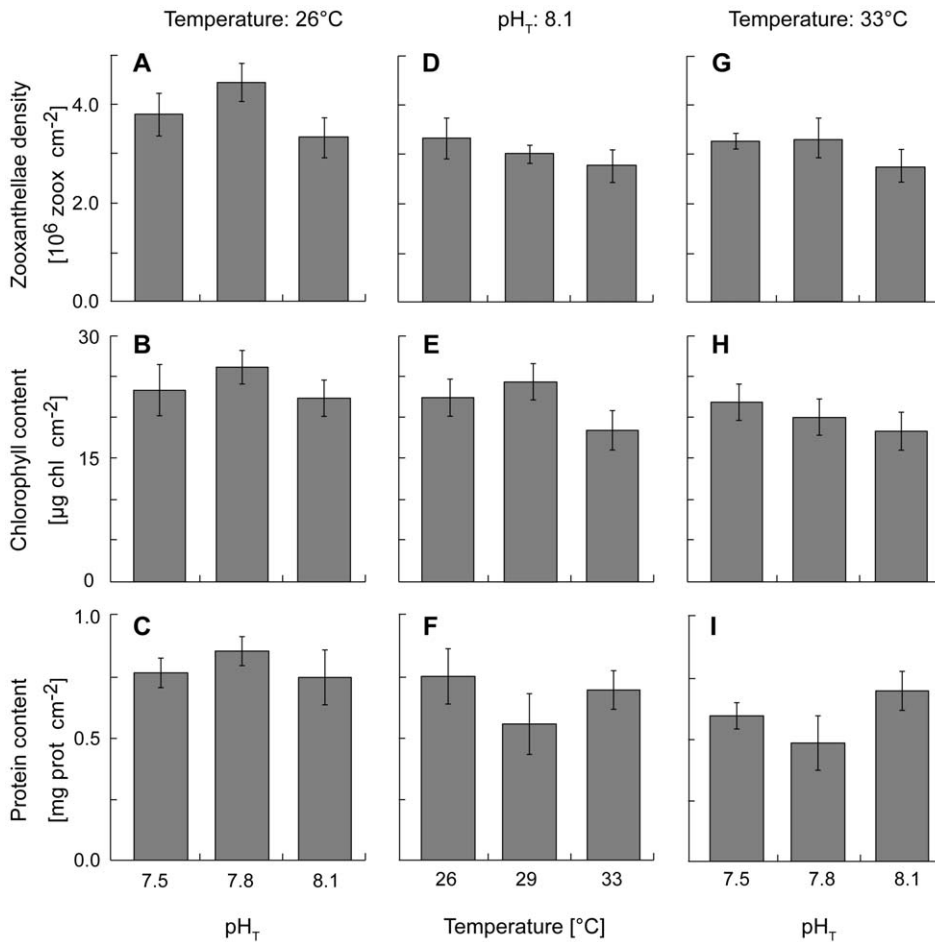 Temperature: 26°C pH_T: 8.1 Temperature: 33°C
Zooxanthellae density
[10^6 zoox cm-2]
A D G
4.0
2.0
0.0
Chlorophyll content
[µg chl cm-2]
B E H
30
15
0
Protein content
[mg prot cm-2]
C F I
1.0
0.5
0.0
7.5 7.8 8.1 26 29 33 7.5 7.8 8.1
pH_T Temperature [°C] pH_T